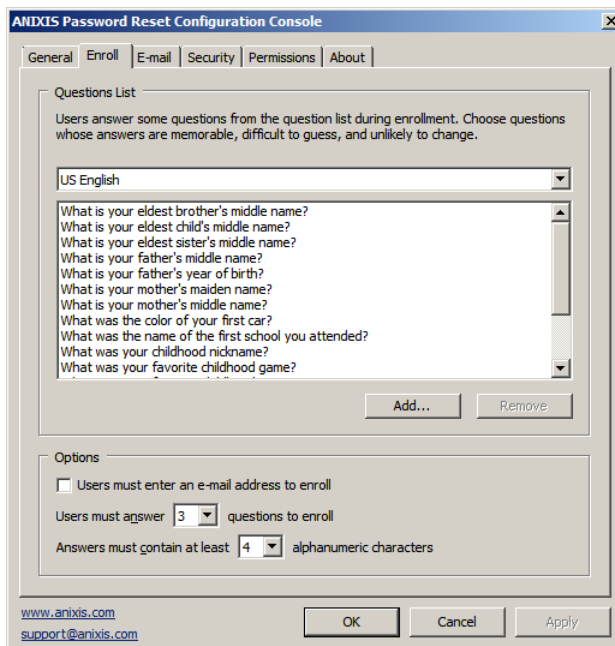 ANIXIS Password Reset Configuration Console
General Enroll E-mail Security Permissions About
Questions List
Users answer some questions from the question list during enrollment. Choose questions
whose answers are memorable, difficult to guess, and unlikely to change.
US English
What is your eldest brother's middle name?
What is your eldest child's middle name?
What is your eldest sister's middle name?
What is your father's middle name?
What is your father's year of birth?
What is your mother's maiden name?
What is your mother's middle name?
What was the color of your first car?
What was the name of the first school you attended?
What was your childhood nickname?
What was your favorite childhood game?
Add... Remove
Options
Users must enter an e-mail address to enroll
Users must answer 3 questions to enroll
Answers must contain at least 4 alphanumeric characters
www.anixis.com
support@anixis.com
OK Cancel Apply